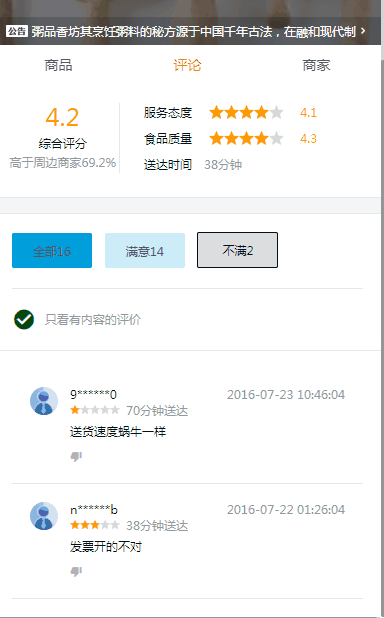 公告 粥品香坊其烹饪粥料的秘方源于中国千年古法，在融和现代制
商品 评论 商家
4.2
综合评分
高于周边商家69.2%
服务态度 4.1
食品质量 4.3
送达时间 38分钟
全部16 满意14 不满2
只看有内容的评价
9******0 2016-07-23 10:46:04
70分钟送达
送货速度蜗牛一样
n******b 2016-07-22 01:26:04
38分钟送达
发票开的不对